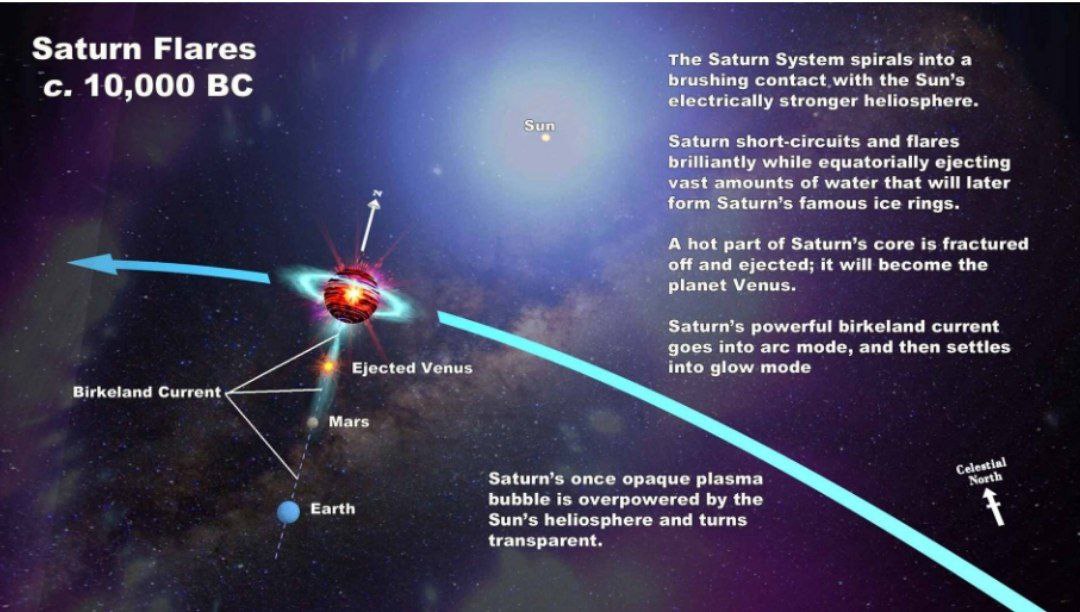 Saturn Flares
c. 10,000 BC
The Saturn System spirals into a
brushing contact with the Sun's
electrically stronger heliosphere.
Saturn short-circuits and flares
brilliantly while equatorially ejecting
vast amounts of water that will later
form Saturn's famous ice rings.
A hot part of Saturn's core is fractured
off and ejected; it will become the
planet Venus.
Saturn's powerful birkeland current
goes into arc mode, and then settles
into glow mode
Sun
N
Ejected Venus
Birkeland Current
Mars
Earth
Saturn's once opaque plasma
bubble is overpowered by the
Sun's heliosphere and turns
transparent.
Celestial
North